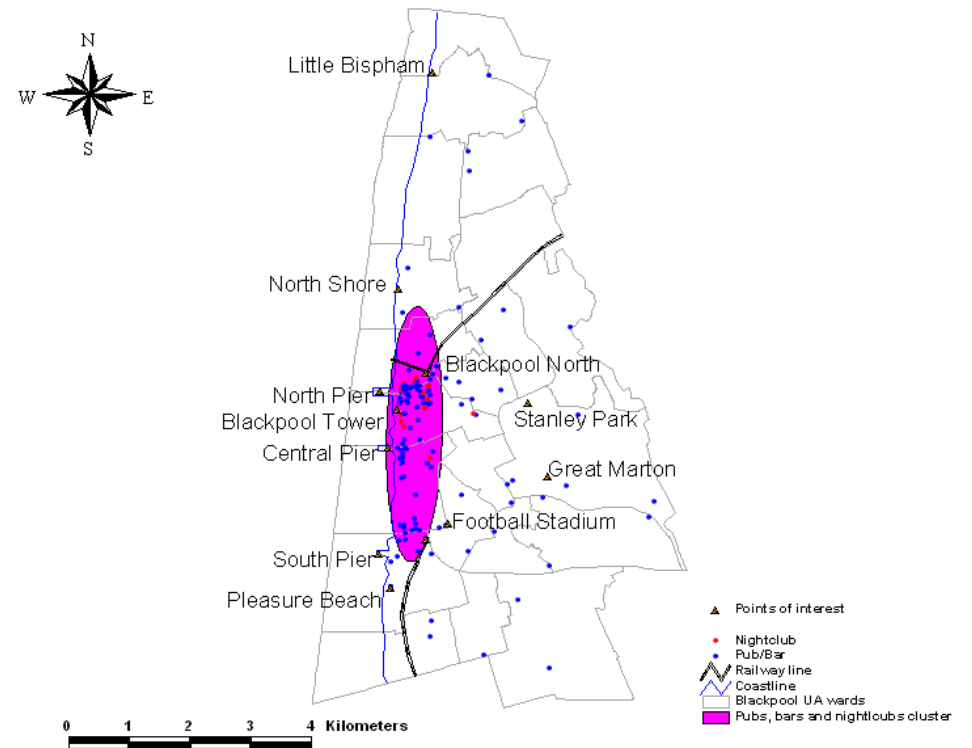 N
W E
S
Little Bispham
North Shore
Blackpool North
North Pier
Blackpool Tower
Stanley Park
Central Pier
Great Marton
Football Stadium
South Pier
Pleasure Beach
Points of interest
Nightclub
Pub/Bar
Railway line
Coastline
Blackpool UA wards
Pubs, bars and nightlcubs cluster
0 1 2 3 4 Kilometers